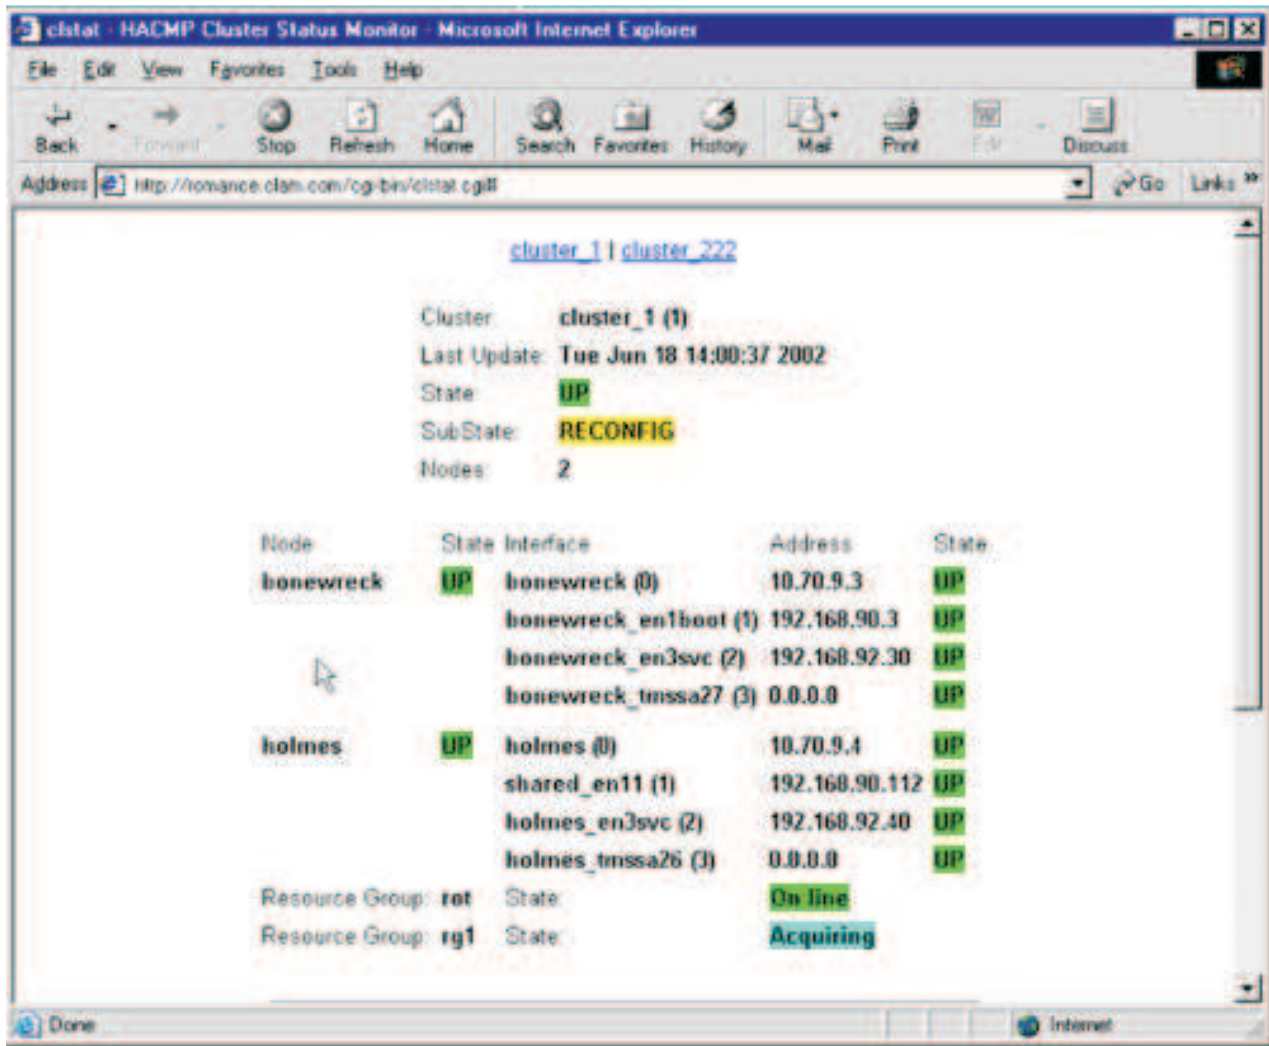 clstat - HACMP Cluster Status Monitor - Microsoft Internet Explorer
File Edit View Favorites Tools Help
Back Forward Stop Refresh Home Search Favorites History Mail Print Edit Discuss
Address http://romance.clam.com/cgi-bin/clstat.cgi# Go Links »
cluster_1 | cluster_222
Cluster: cluster_1 (1)
Last Update: Tue Jun 18 14:00:37 2002
State: UP
SubState: RECONFIG
Nodes: 2
Node State Interface Address State
bonewreck UP bonewreck (0) 10.70.9.3 UP
bonewreck_en1boot (1) 192.168.90.3 UP
bonewreck_en3svc (2) 192.168.92.30 UP
bonewreck_tmssa27 (3) 0.0.0.0 UP
holmes UP holmes (0) 10.70.9.4 UP
shared_en11 (1) 192.168.90.112 UP
holmes_en3svc (2) 192.168.92.40 UP
holmes_tmssa26 (3) 0.0.0.0 UP
Resource Group: rot State: On line
Resource Group: rg1 State: Acquiring
Done Internet